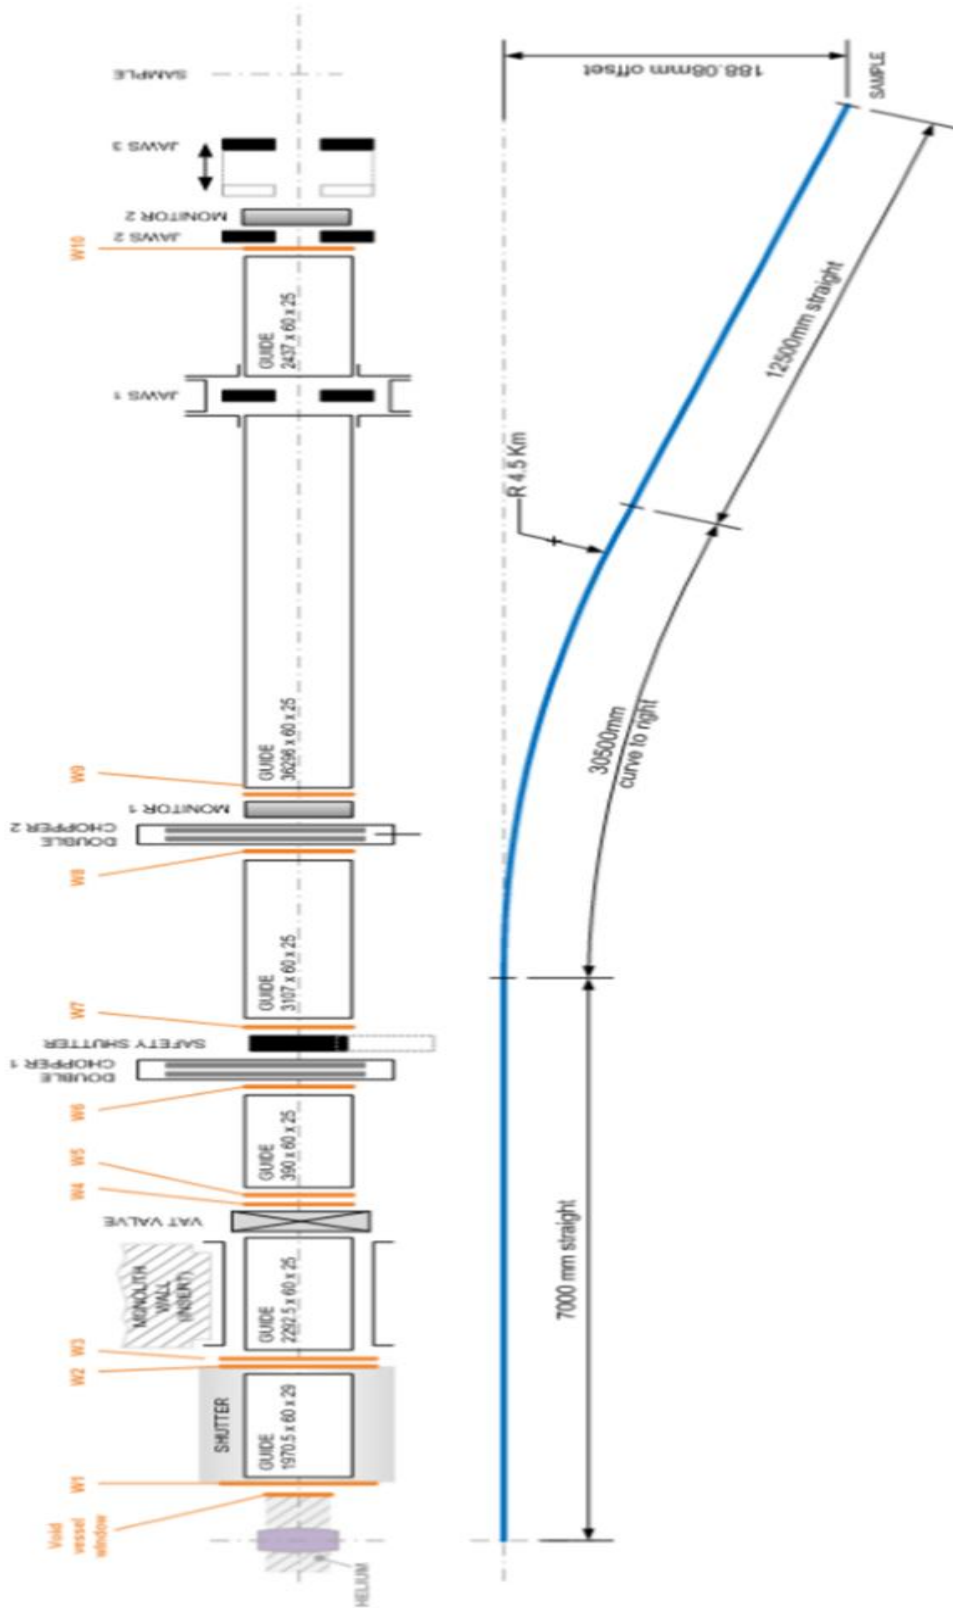 Void
vessel
window
W1
W2
W3
W4
W5
W6
W7
W8
W9
W10
HELIUM
SHUTTER
GUIDE
1970.5 x 60 x 29
MONOLITH
WALL
(INSERT)
GUIDE
2292.5 x 60 x 25
VAT VALVE
GUIDE
390 x 60 x 25
DOUBLE
CHOPPER 1
SAFETY SHUTTER
GUIDE
3107 x 60 x 25
DOUBLE
CHOPPER 2
MONITOR 1
GUIDE
36296 x 60 x 25
JAWS 1
GUIDE
2437 x 60 x 25
JAWS 2
MONITOR 2
JAWS 3
SAMPLE
7000 mm straight
30500mm
curve to right
R 4.5 Km
12500mm straight
188.08mm offset
SAMPLE